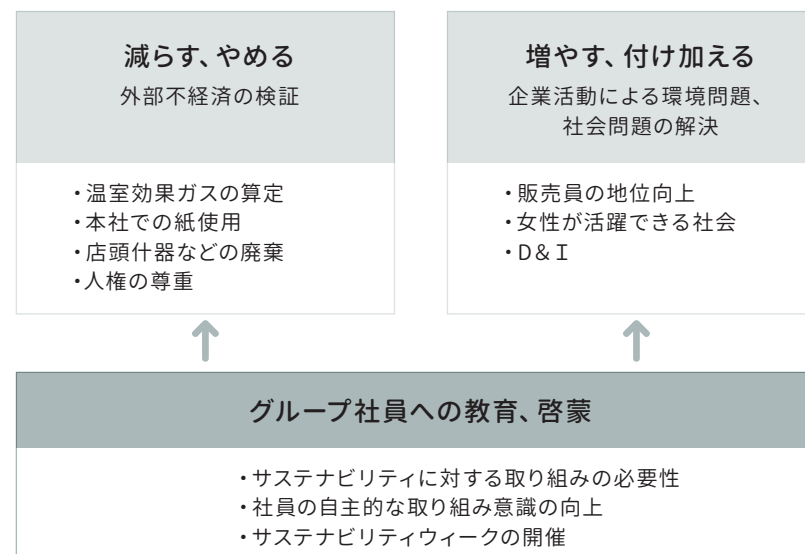 減らす、やめる
外部不経済の検証
・温室効果ガスの算定
・本社での紙使用
・店頭什器などの廃棄
・人権の尊重
増やす、付け加える
企業活動による環境問題、
社会問題の解決
・販売員の地位向上
・女性が活躍できる社会
・D&I
グループ社員への教育、啓蒙
・サステナビリティに対する取り組みの必要性
・社員の自主的な取り組み意識の向上
・サステナビリティウィークの開催